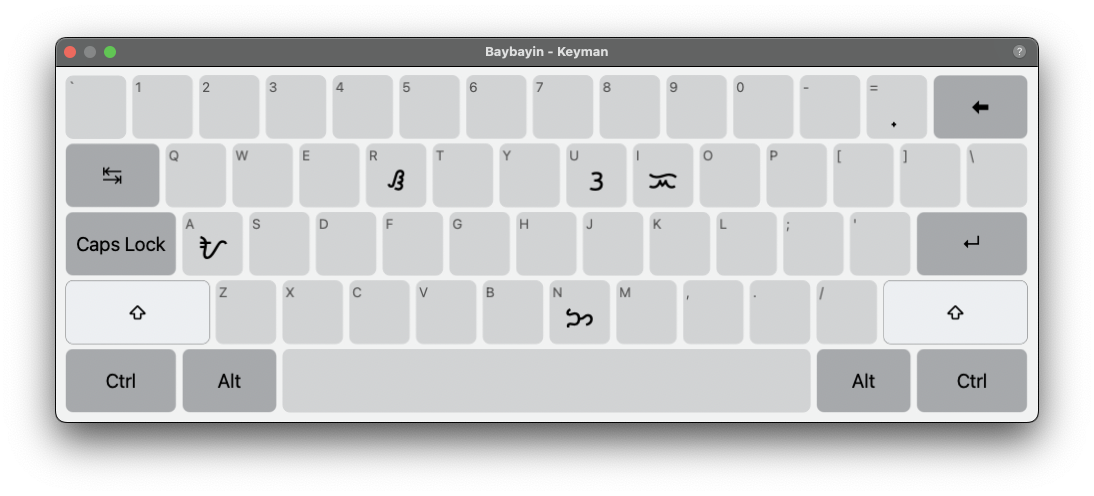 Baybayin - Keyman
?
` 1 2 3 4 5 6 7 8 9 0 - = ᜓ
Q W E R ᜍ T Y U ᜂ I ᜁ O P [ ] \
Caps Lock A ᜀ S D F G H J K L ; '
Z X C V B N ᜅ M , . /
Ctrl Alt Alt Ctrl